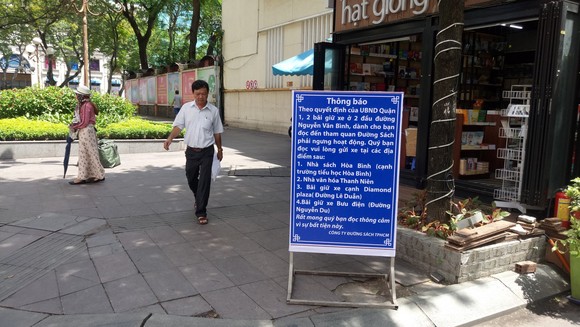 hạt giống
Thông báo
Theo quyết định của UBND Quận
1, 2 bãi giữ xe ở 2 đầu đường
Nguyễn Văn Bình, dành cho bạn
đọc đến tham quan Đường Sách
phải ngưng hoạt động. Quý bạn
đọc vui lòng gửi xe tại các địa
điểm sau:
1. Nhà sách Hòa Bình (cạnh
trường tiểu học Hòa Bình)
2. Nhà văn hóa Thanh Niên
3. Bãi giữ xe cạnh Diamond
plaza(Đường Lê Duẩn)
4.Bãi giữ xe Bưu điện (Đường
Nguyễn Du)
Rất mong quý bạn đọc thông cảm
vì sự bất tiện này.
CÔNG TY ĐƯỜNG SÁCH TPHCM